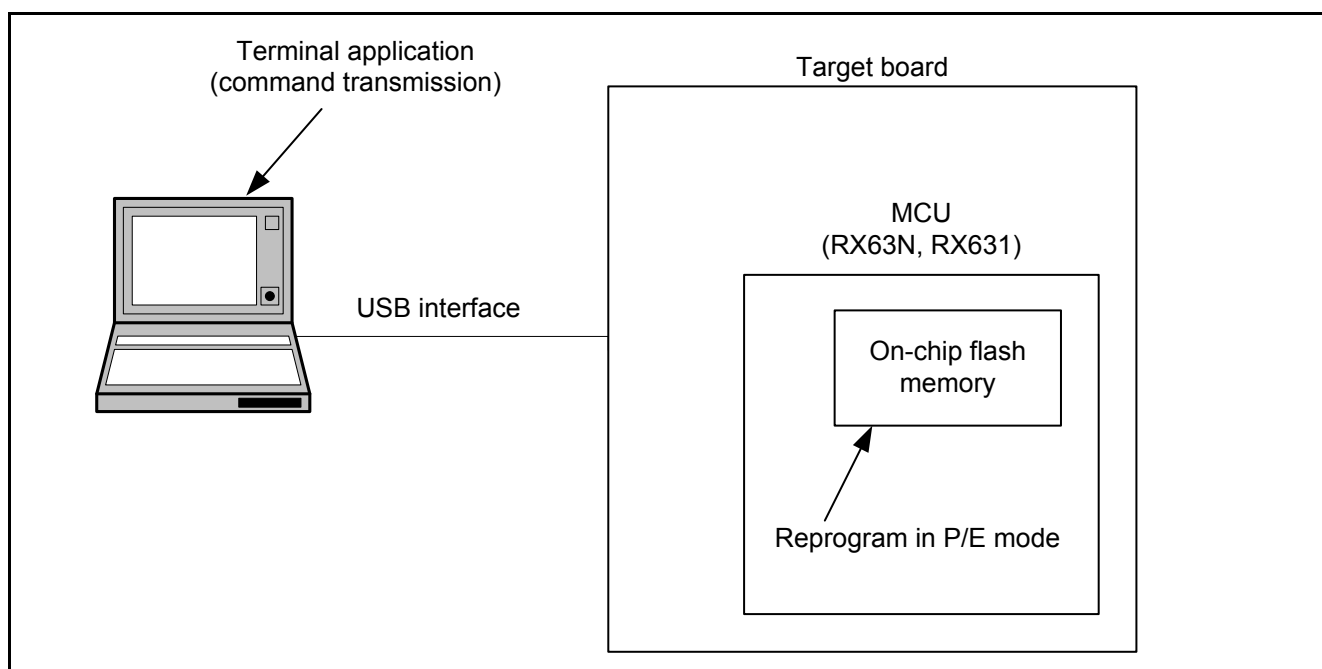 Terminal application
(command transmission)
Target board
MCU
(RX63N, RX631)
USB interface
On-chip flash
memory
Reprogram in P/E mode